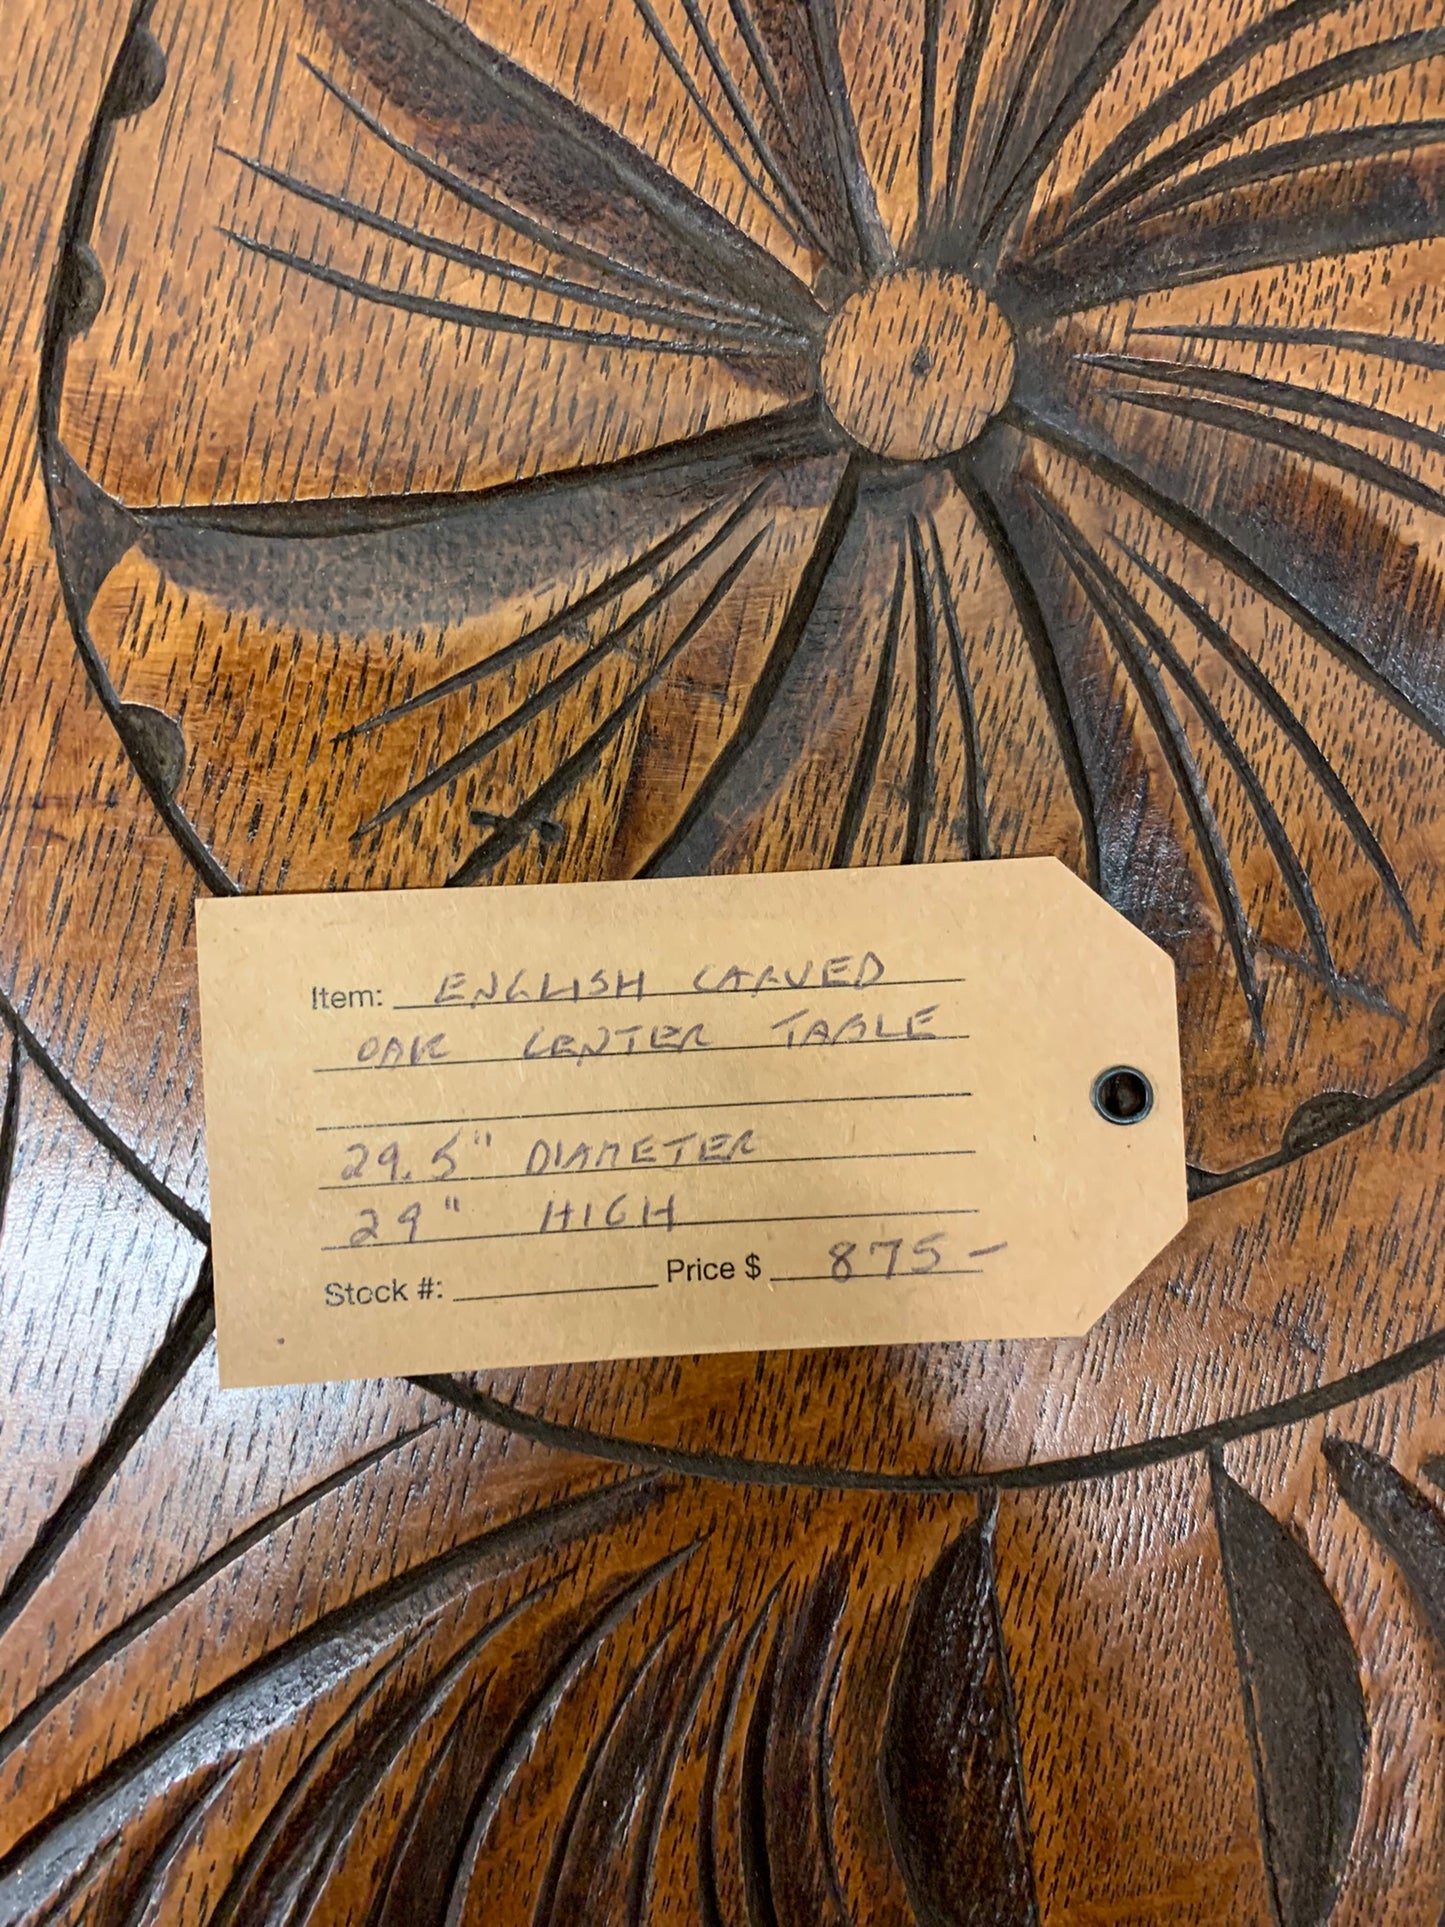 Item: ENGLISH CARVED
OAK CENTER TABLE
29.5" DIAMETER
29" HIGH
Stock #: Price $ 875-